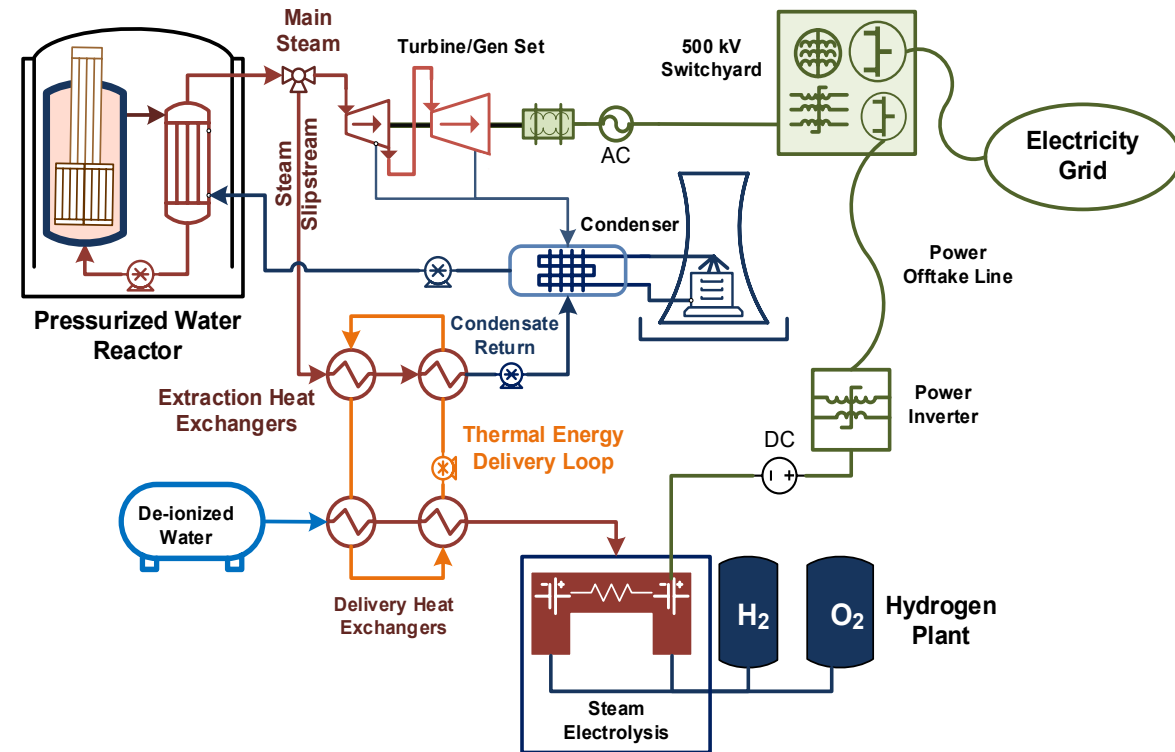 Main
Steam
Turbine/Gen Set
500 kV
Switchyard
AC
Electricity
Grid
Steam
Slipstream
Condenser
Power
Offtake Line
Pressurized Water
Reactor
Condensate
Return
Extraction Heat
Exchangers
Power
Inverter
Thermal Energy
Delivery Loop
DC
De-ionized
Water
Delivery Heat
Exchangers
H2
O2
Hydrogen
Plant
Steam
Electrolysis